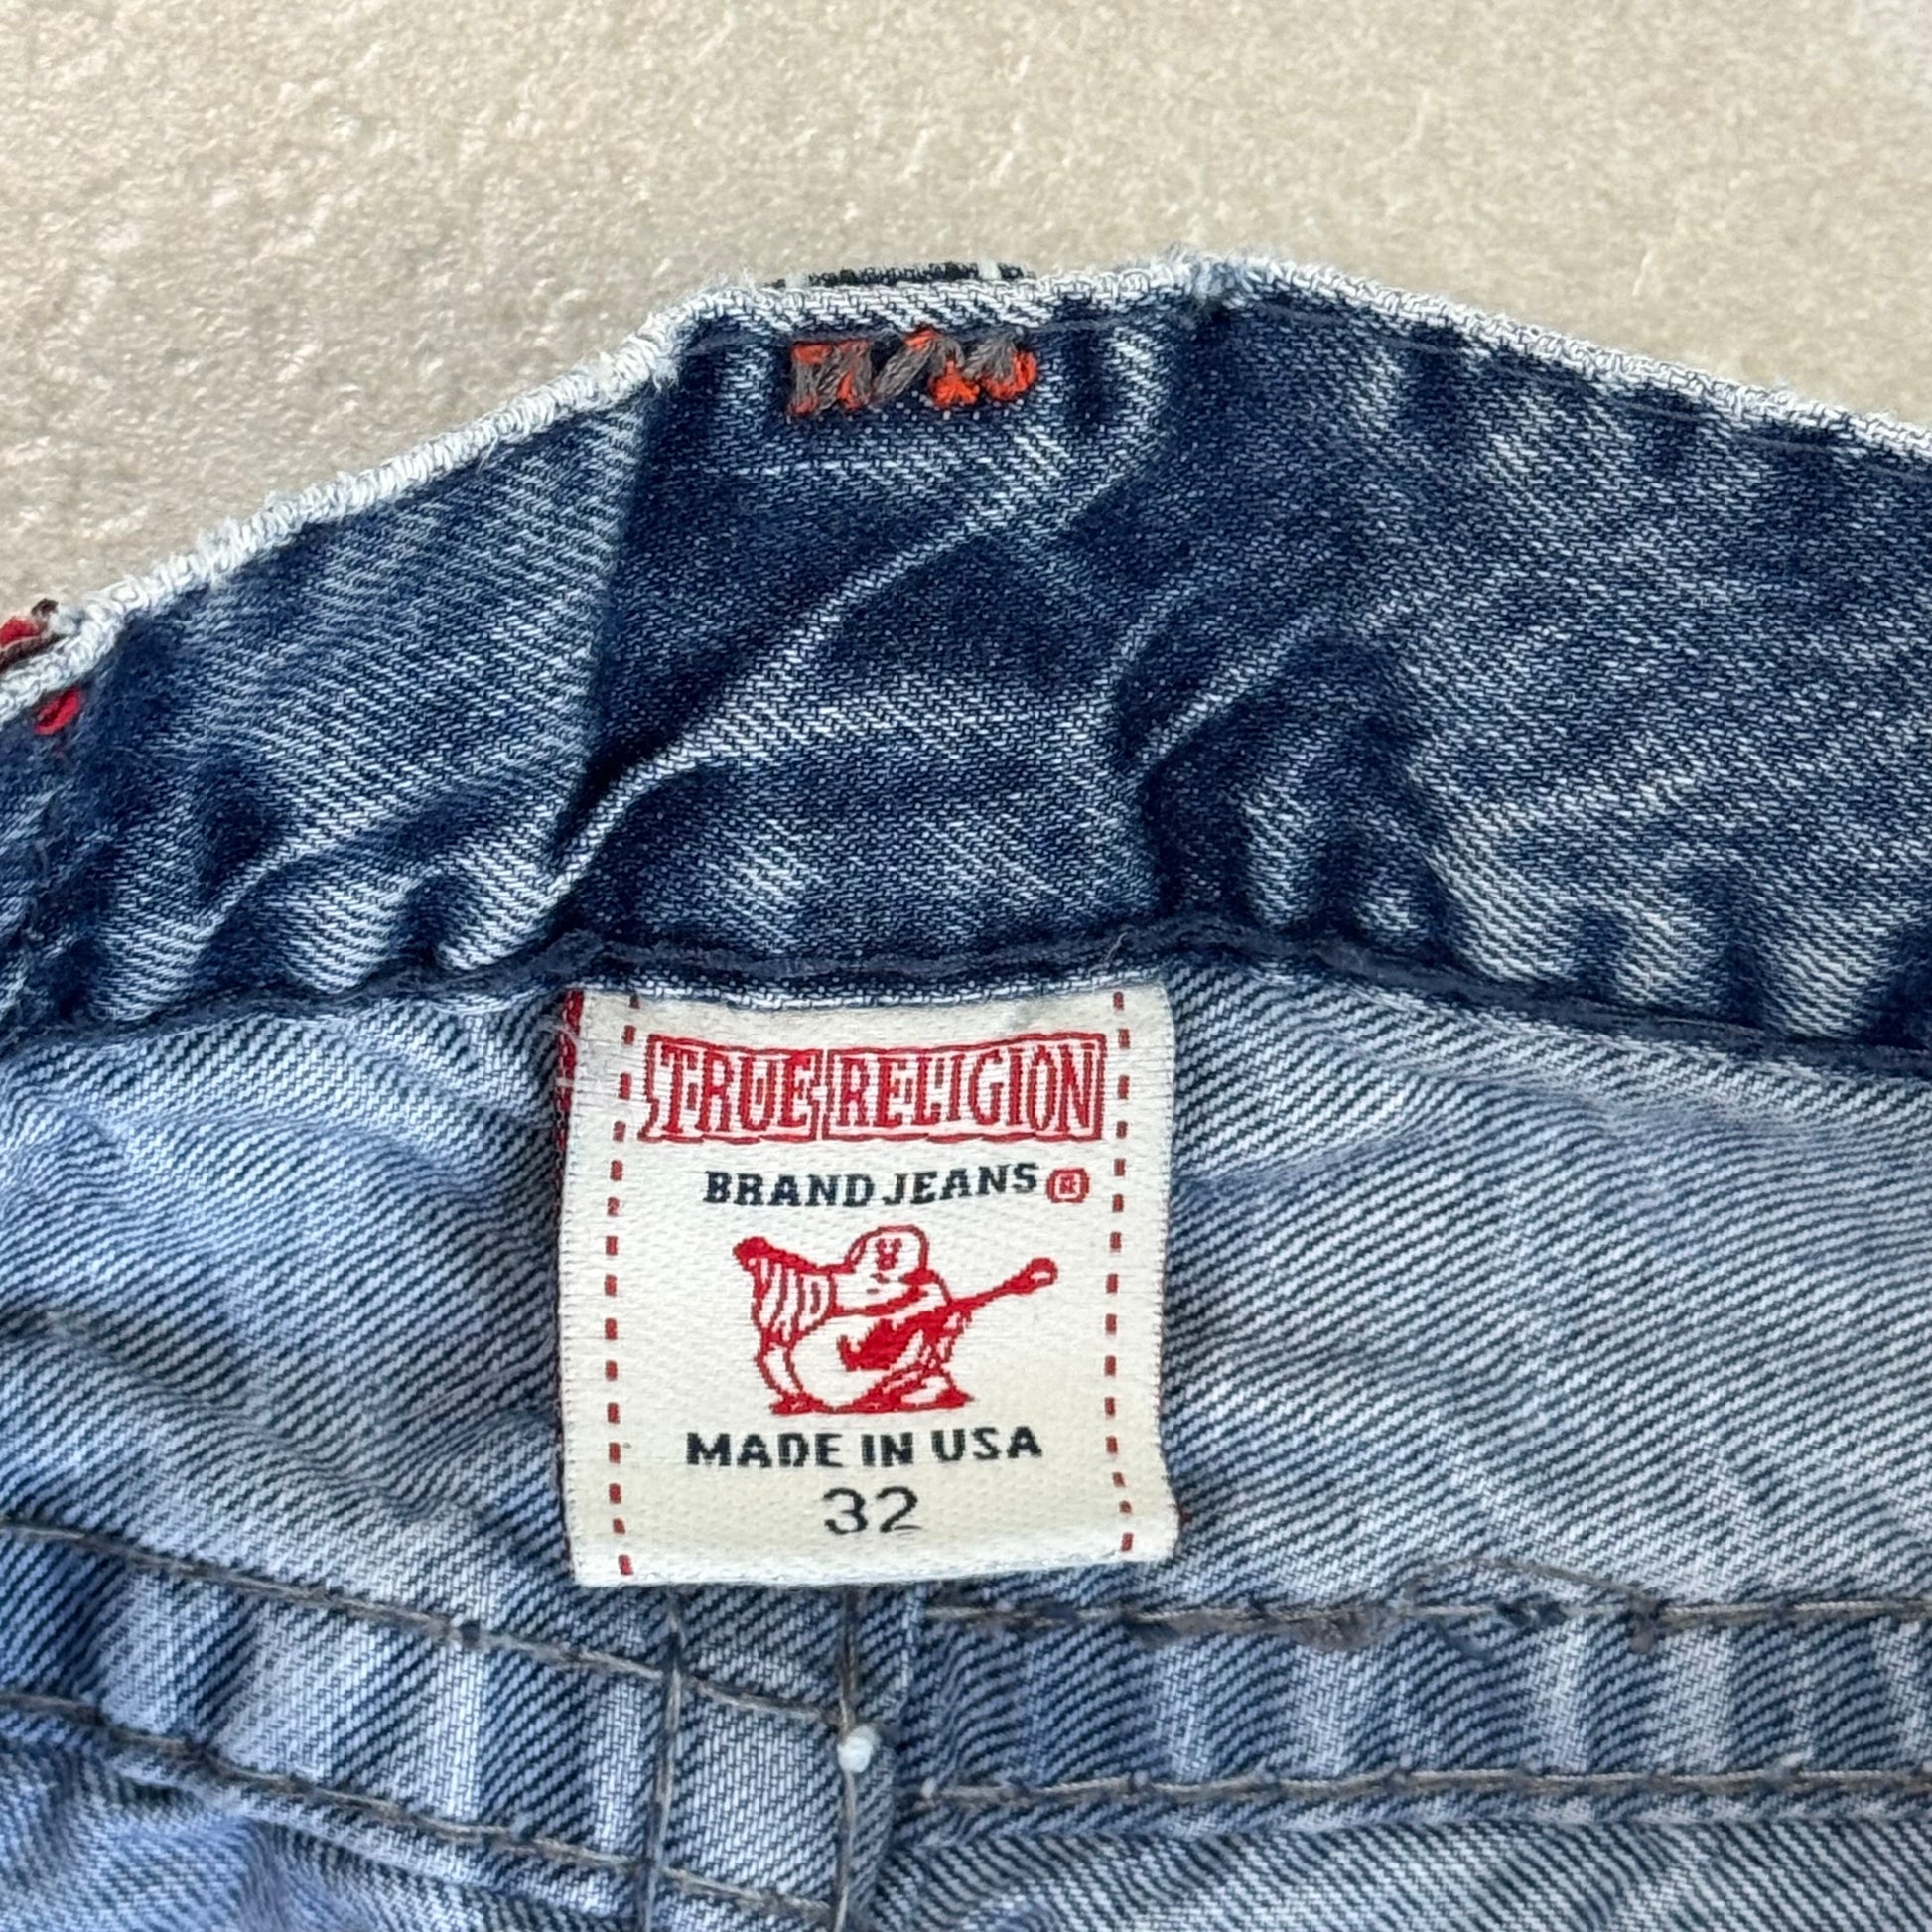 TRUE RELIGION
BRAND JEANS ®
MADE IN USA
32